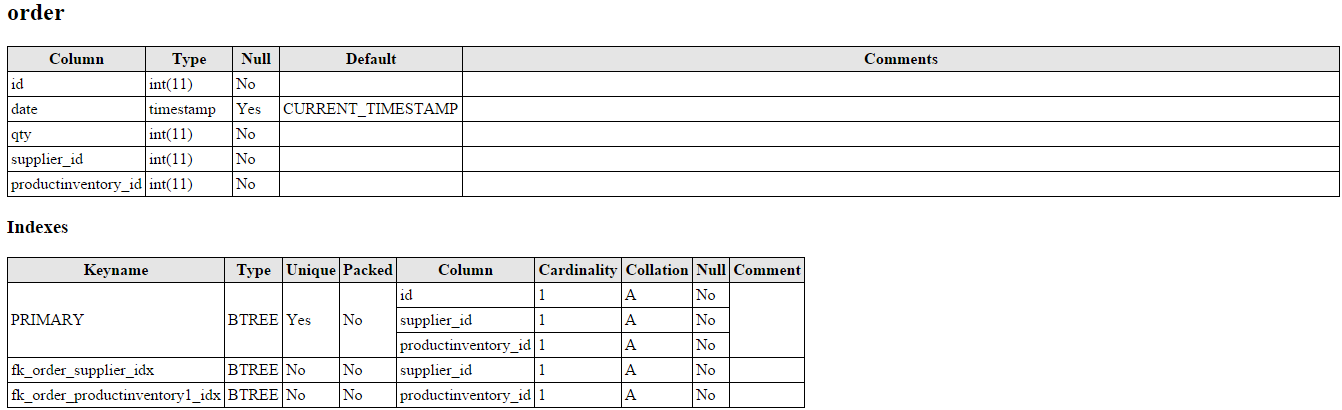 order
Column Type Null Default Comments
id int(11) No
date timestamp Yes CURRENT_TIMESTAMP
qty int(11) No
supplier_id int(11) No
productinventory_id int(11) No
Indexes
Keyname Type Unique Packed Column Cardinality Collation Null Comment
PRIMARY BTREE Yes No id 1 A No
supplier_id 1 A No
productinventory_id 1 A No
fk_order_supplier_idx BTREE No No supplier_id 1 A No
fk_order_productinventory1_idx BTREE No No productinventory_id 1 A No